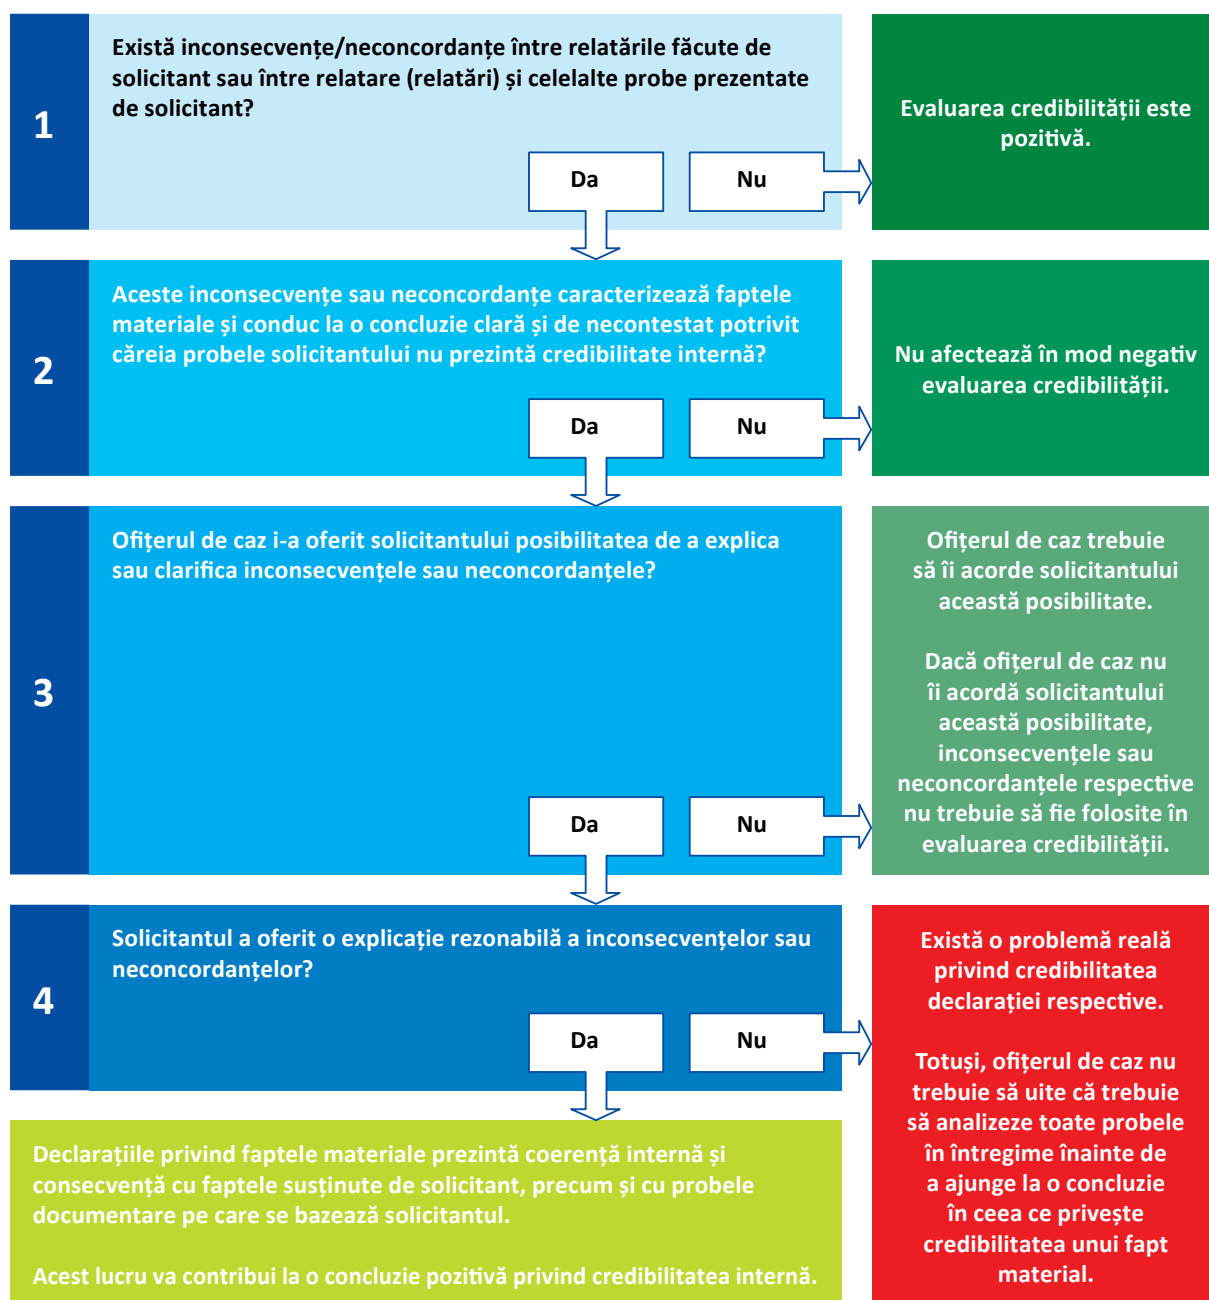 1
Există inconsecvențe/neconcordanțe între relatările făcute de
solicitant sau între relatare (relatări) și celelalte probe prezentate
de solicitant?
Da
Nu
Evaluarea credibilității este
pozitivă.
2
Aceste inconsecvențe sau neconcordanțe caracterizează faptele
materiale și conduc la o concluzie clară și de necontestat potrivit
căreia probele solicitantului nu prezintă credibilitate internă?
Da
Nu
Nu afectează în mod negativ
evaluarea credibilității.
3
Ofițerul de caz i-a oferit solicitantului posibilitatea de a explica
sau clarifica inconsecvențele sau neconcordanțele?
Da
Nu
Ofițerul de caz trebuie
să îi acorde solicitantului
această posibilitate.
Dacă ofițerul de caz nu
îi acordă solicitantului
această posibilitate,
inconsecvențele sau
neconcordanțele respective
nu trebuie să fie folosite în
evaluarea credibilității.
4
Solicitantul a oferit o explicație rezonabilă a inconsecvențelor sau
neconcordanțelor?
Da
Nu
Există o problemă reală
privind credibilitatea
declarației respective.
Totuși, ofițerul de caz nu
trebuie să uite că trebuie
să analizeze toate probele
în întregime înainte de
a ajunge la o concluzie
în ceea ce privește
credibilitatea unui fapt
material.
Declarațiile privind faptele materiale prezintă coerență internă și
consecvență cu faptele susținute de solicitant, precum și cu probele
documentare pe care se bazează solicitantul.
Acest lucru va contribui la o concluzie pozitivă privind credibilitatea internă.